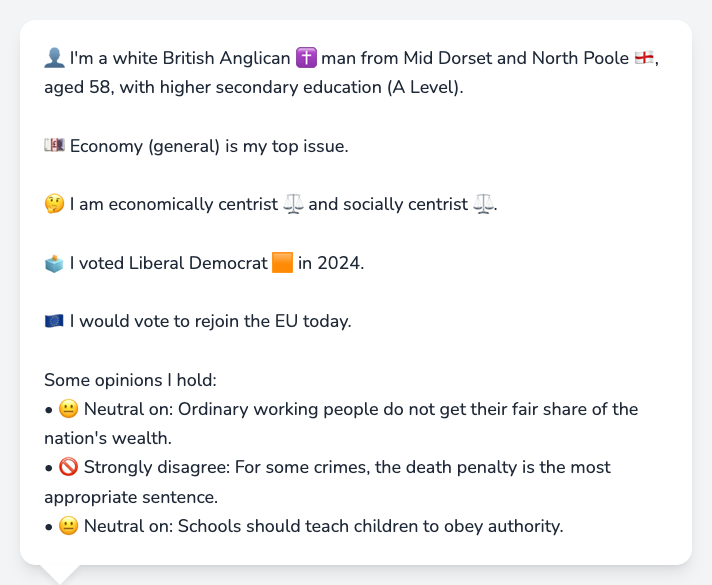 👤 I'm a white British Anglican ✝️ man from Mid Dorset and North Poole 🏴󠁧󠁢󠁥󠁮󠁧󠁿,
aged 58, with higher secondary education (A Level).
💷 Economy (general) is my top issue.
🤔 I am economically centrist ⚖️ and socially centrist ⚖️.
🗳️ I voted Liberal Democrat 🟧 in 2024.
🇪🇺 I would vote to rejoin the EU today.
Some opinions I hold:
• 😐 Neutral on: Ordinary working people do not get their fair share of the
nation's wealth.
• 🚫 Strongly disagree: For some crimes, the death penalty is the most
appropriate sentence.
• 😐 Neutral on: Schools should teach children to obey authority.